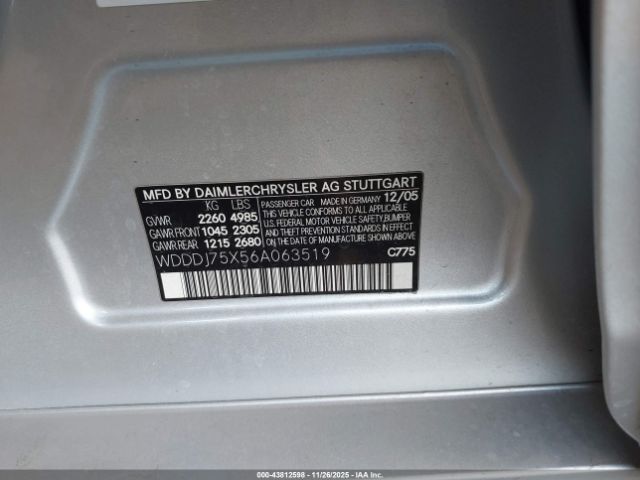 MFD BY DAIMLERCHRYSLER AG STUTTGART
KG LBS PASSENGER CAR MADE IN GERMANY 12/05
GVWR 2260 4985 THIS VEHICLE CONFORMS TO ALL APPLICABLE
GAWR FRONT 1045 2305 U.S. FEDERAL MOTOR VEHICLE SAFETY, BUMPER
GAWR REAR 1215 2680 AND THEFT PREVENTION STANDARDS IN EFFECT
ON THE DATE OF MANUFACTURE SHOWN ABOVE.
WDDDJ75X56A063519 C775
000-43812598 - 11/26/2025 - IAAI.CA